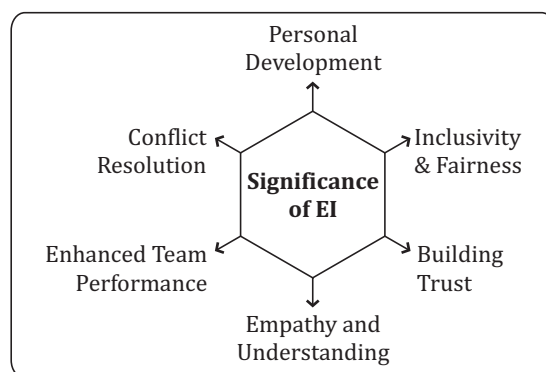 Personal
Development
Conflict
Resolution
Inclusivity
& Fairness
Significance
of EI
Enhanced Team
Performance
Building
Trust
Empathy and
Understanding